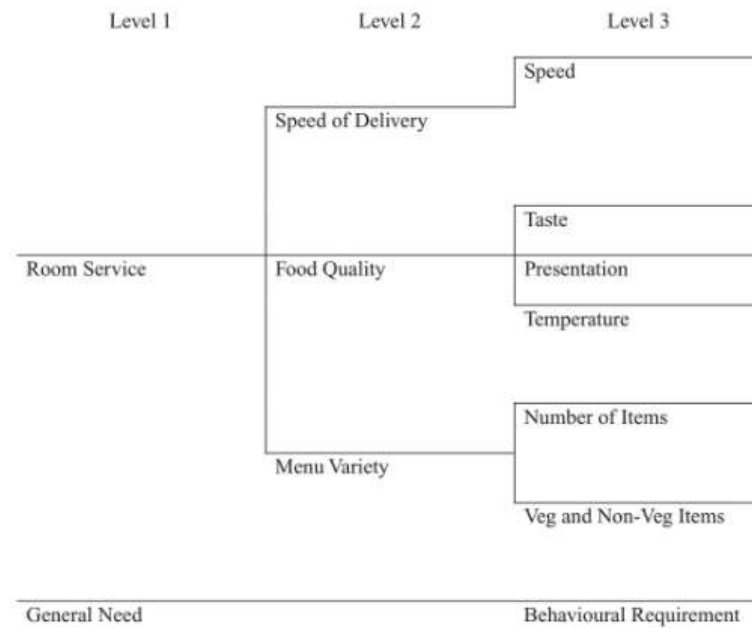 Level 1 Level 2 Level 3
Speed
Speed of Delivery
Taste
Room Service Food Quality Presentation
Temperature
Number of Items
Menu Variety
Veg and Non-Veg Items
General Need Behavioural Requirement